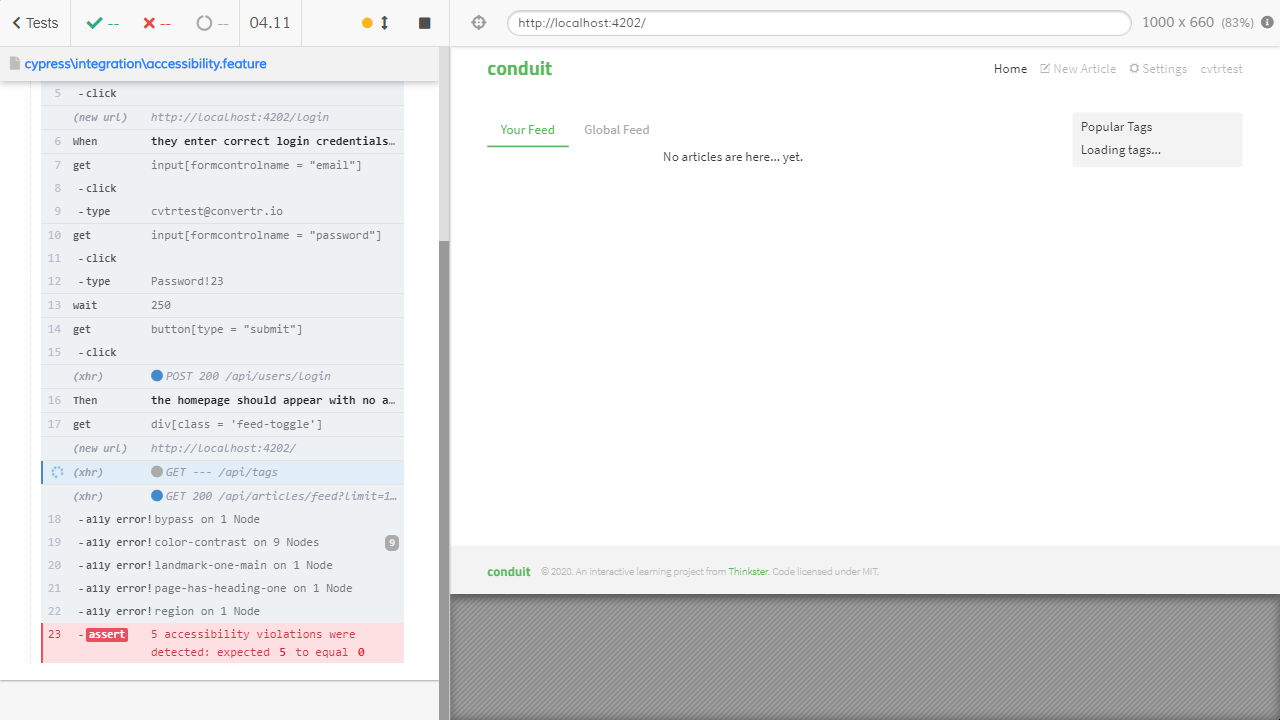 Tests
--
--
--
04.11
http://localhost:4202/
1000 x 660 (83%)
cypress\integration\accessibility.feature
5 - click
(new url) http://localhost:4202/login
6 When they enter correct login credentials…
7 get input[formcontrolname = "email"]
8 - click
9 - type cvtrtest@convertr.io
10 get input[formcontrolname = "password"]
11 - click
12 - type Password!23
13 wait 250
14 get button[type = "submit"]
15 - click
(xhr) POST 200 /api/users/login
16 Then the homepage should appear with no a…
17 get div[class = 'feed-toggle']
(new url) http://localhost:4202/
(xhr) GET --- /api/tags
(xhr) GET 200 /api/articles/feed?limit=1…
18 - a11y error! bypass on 1 Node
19 - a11y error! color-contrast on 9 Nodes 9
20 - a11y error! landmark-one-main on 1 Node
21 - a11y error! page-has-heading-one on 1 Node
22 - a11y error! region on 1 Node
23 - assert 5 accessibility violations were
detected: expected 5 to equal 0
conduit
Home New Article Settings cvtrtest
Your Feed Global Feed
No articles are here... yet.
Popular Tags
Loading tags...
conduit © 2020. An interactive learning project from Thinkster. Code licensed under MIT.